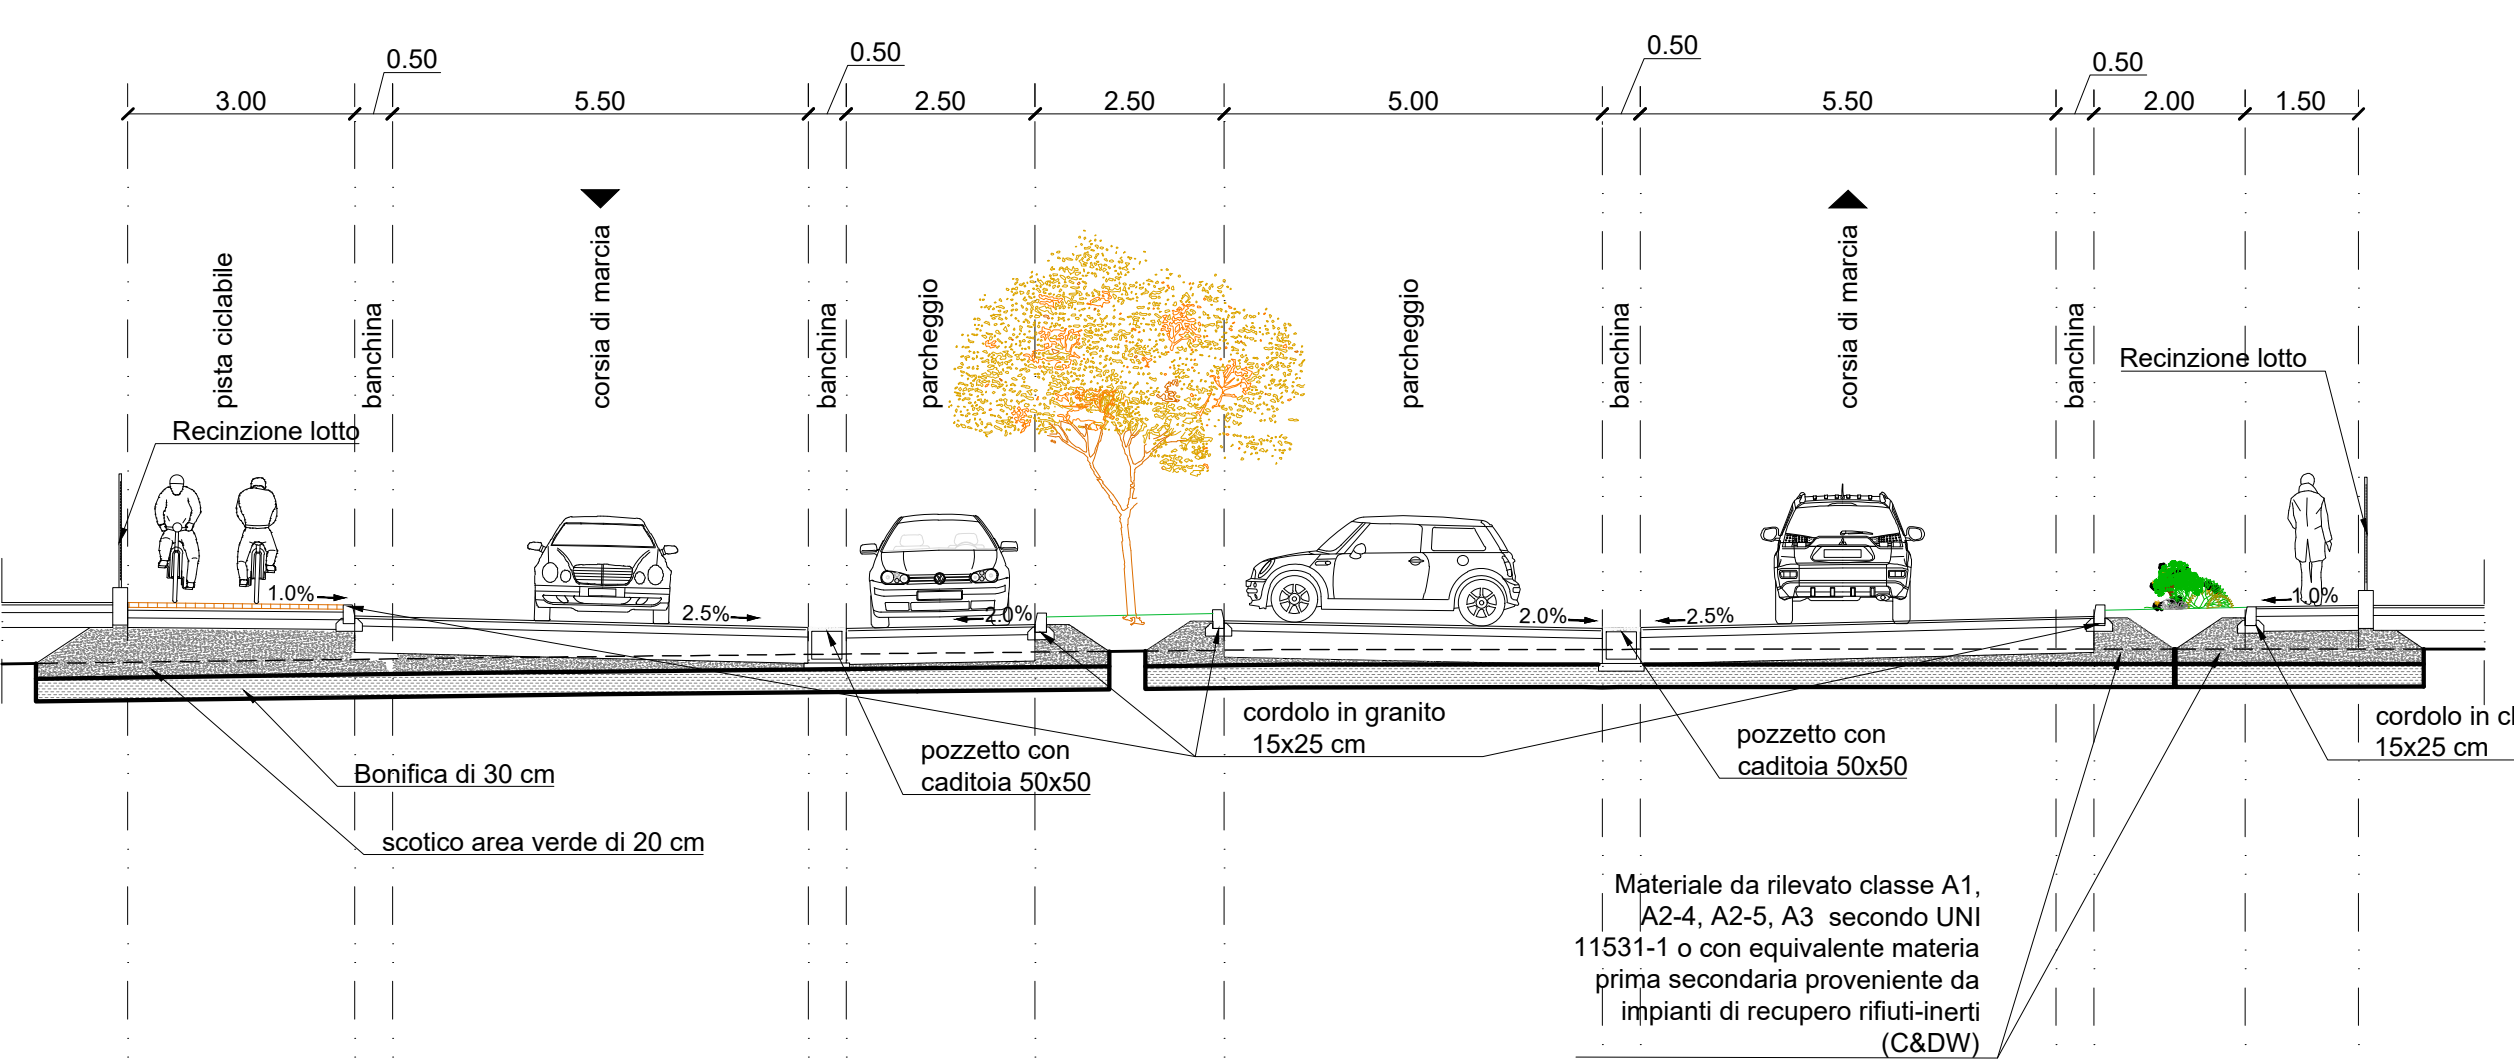 0.50
0.50
0.50
0.50
3.00
5.50
2.50
2.50
5.00
5.50
2.00
1.50
pista ciclabile
banchina
corsia di marcia
banchina
parcheggio
parcheggio
banchina
corsia di marcia
banchina
Recinzione lotto
Recinzione lotto
1.0%
2.5%
2.0%
2.0%
2.5%
1.0%
cordolo in granito
15x25 cm
pozzetto con
caditoia 50x50
pozzetto con
caditoia 50x50
cordolo in cl
15x25 cm
Bonifica di 30 cm
scotico area verde di 20 cm
Materiale da rilevato classe A1,
A2-4, A2-5, A3 secondo UNI
11531-1 o con equivalente materia
prima secondaria proveniente da
impianti di recupero rifiuti-inerti
(C&DW)